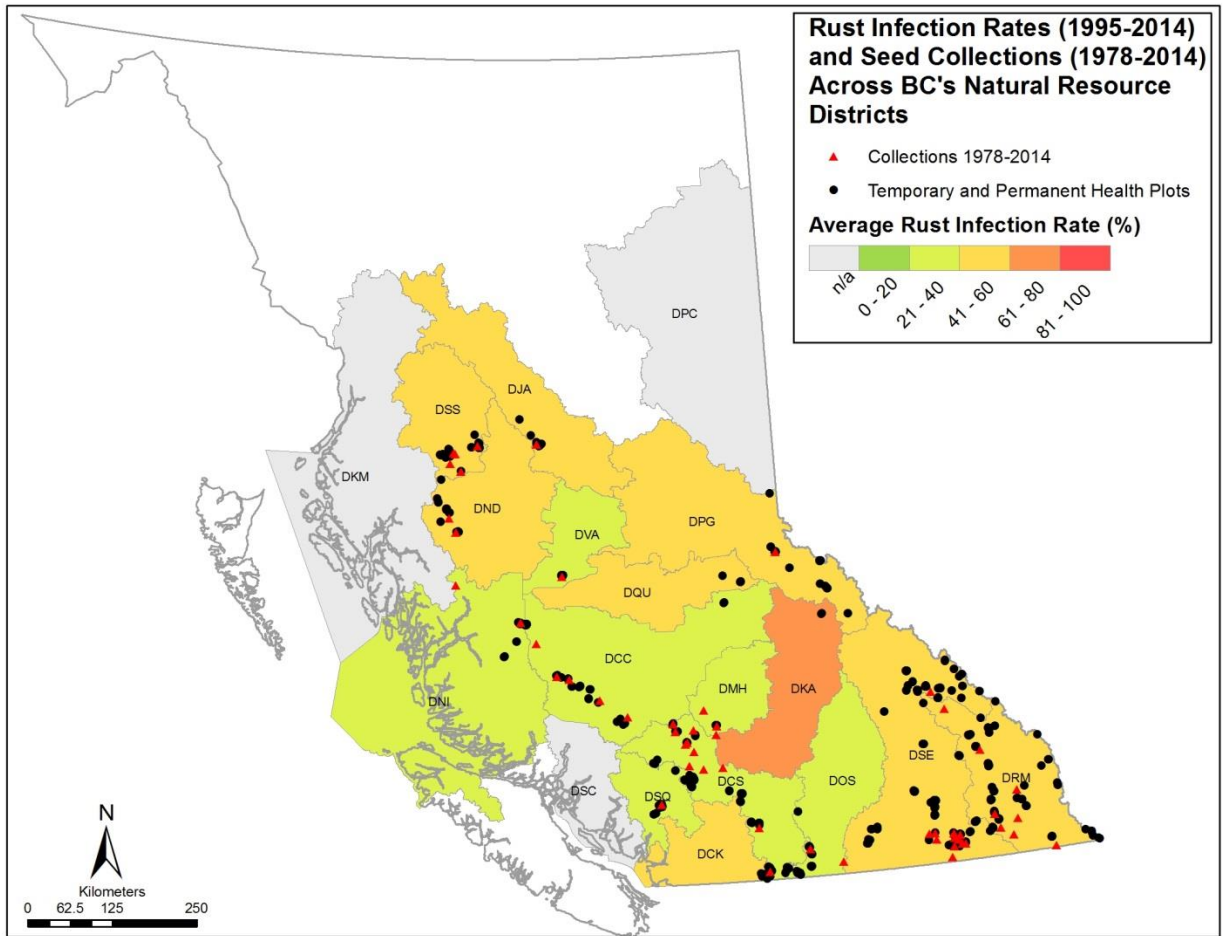 Rust Infection Rates (1995-2014)
and Seed Collections (1978-2014)
Across BC's Natural Resource
Districts
Collections 1978-2014
Temporary and Permanent Health Plots
Average Rust Infection Rate (%)
n/a
0 - 20
21 - 40
41 - 60
61 - 80
81 - 100
DPC
DJA
DSS
DKM
DND
DVA
DPG
DQU
DCC
DMH
DKA
DNI
DSC
DSQ
DCS
DOS
DSE
DRM
DCK
N
Kilometers
0 62.5 125 250